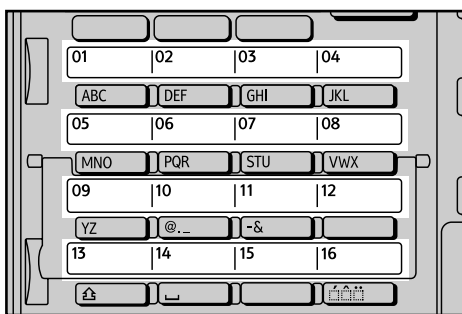 01 02 03 04
ABC DEF GHI JKL
05 06 07 08
MNO PQR STU VWX
09 10 11 12
YZ @._ -&
13 14 15 16